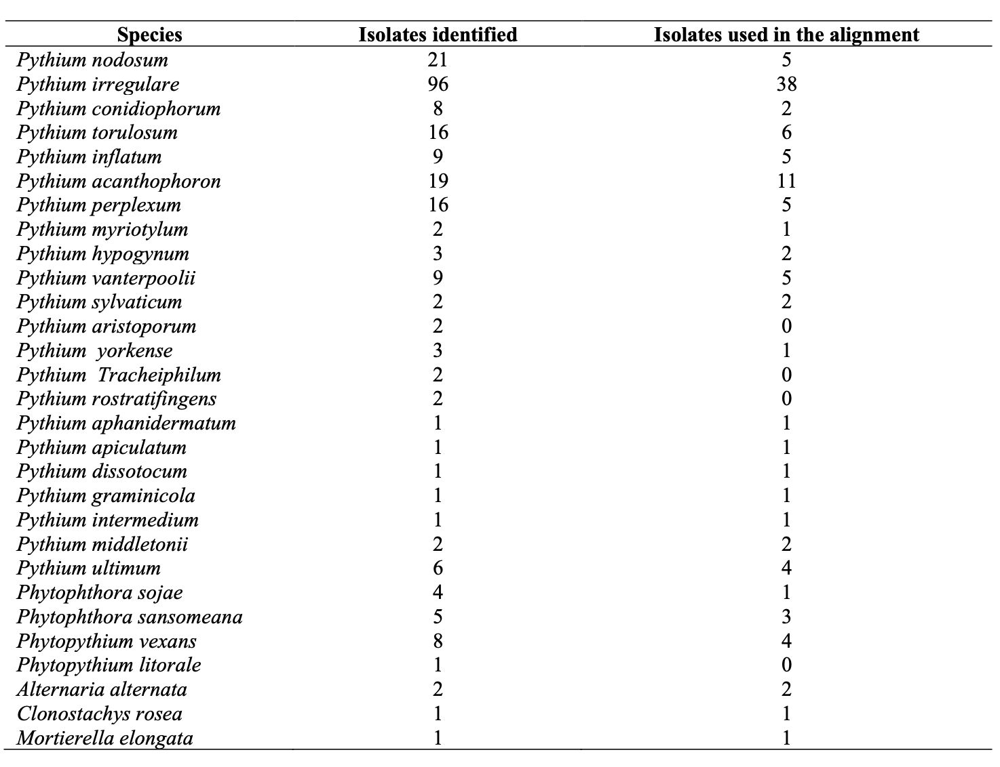 Species Isolates identified Isolates used in the alignment
Pythium nodosum 21 5
Pythium irregulare 96 38
Pythium conidiophorum 8 2
Pythium torulosum 16 6
Pythium inflatum 9 5
Pythium acanthophoron 19 11
Pythium perplexum 16 5
Pythium myriotylum 2 1
Pythium hypogynum 3 2
Pythium vanterpoolii 9 5
Pythium sylvaticum 2 2
Pythium aristoporum 2 0
Pythium yorkense 3 1
Pythium Tracheiphilum 2 0
Pythium rostratifingens 2 0
Pythium aphanidermatum 1 1
Pythium apiculatum 1 1
Pythium dissotocum 1 1
Pythium graminicola 1 1
Pythium intermedium 1 1
Pythium middletonii 2 2
Pythium ultimum 6 4
Phytophthora sojae 4 1
Phytophthora sansomeana 5 3
Phytopythium vexans 8 4
Phytopythium litorale 1 0
Alternaria alternata 2 2
Clonostachys rosea 1 1
Mortierella elongata 1 1